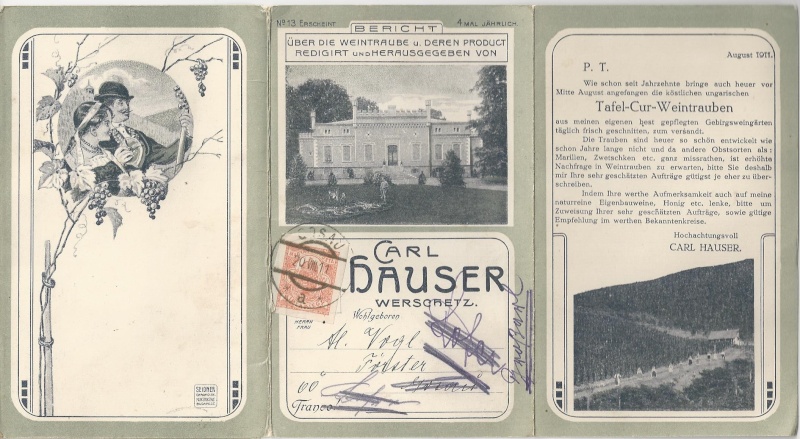 Nº 13 ERSCHEINT BERICHT 4 MAL JÄHRLICH
ÜBER DIE WEINTRAUBE u. DEREN PRODUCT
REDIGIRT UND HERAUSGEGEBEN VON
CARL
HAUSER
WERSCHETZ.
HERRN
FRAU
Wohlgeboren
Al. Vogl
Förster
Franco!
SEIDNER
August 1911.
P. T.
Wie schon seit Jahrzehnte bringe auch heuer vor
Mitte August angefangen die köstlichen ungarischen
Tafel-Cur-Weintrauben
aus meinen eigenen best gepflegten Gebirgsweingärten
täglich frisch geschnitten, zum versandt.
Die Trauben sind heuer so schön entwickelt wie
schon Jahre lange nicht und da andere Obstsorten als:
Marillen, Zwetschken etc. ganz missrathen, ist erhöhte
Nachfrage in Weintrauben zu erwarten, bitte Sie deshalb
mir Ihre sehr geschätzten Aufträge gütigst je eher zu über-
schreiben.
Indem Ihre werthe Aufmerksamkeit auch auf meine
naturreine Eigenbauweine, Honig etc. lenke, bitte um
Zuweisung Ihrer sehr geschätzten Aufträge, sowie gütige
Empfehlung im werthen Bekanntenkreise.
Hochachtungsvoll
CARL HAUSER.